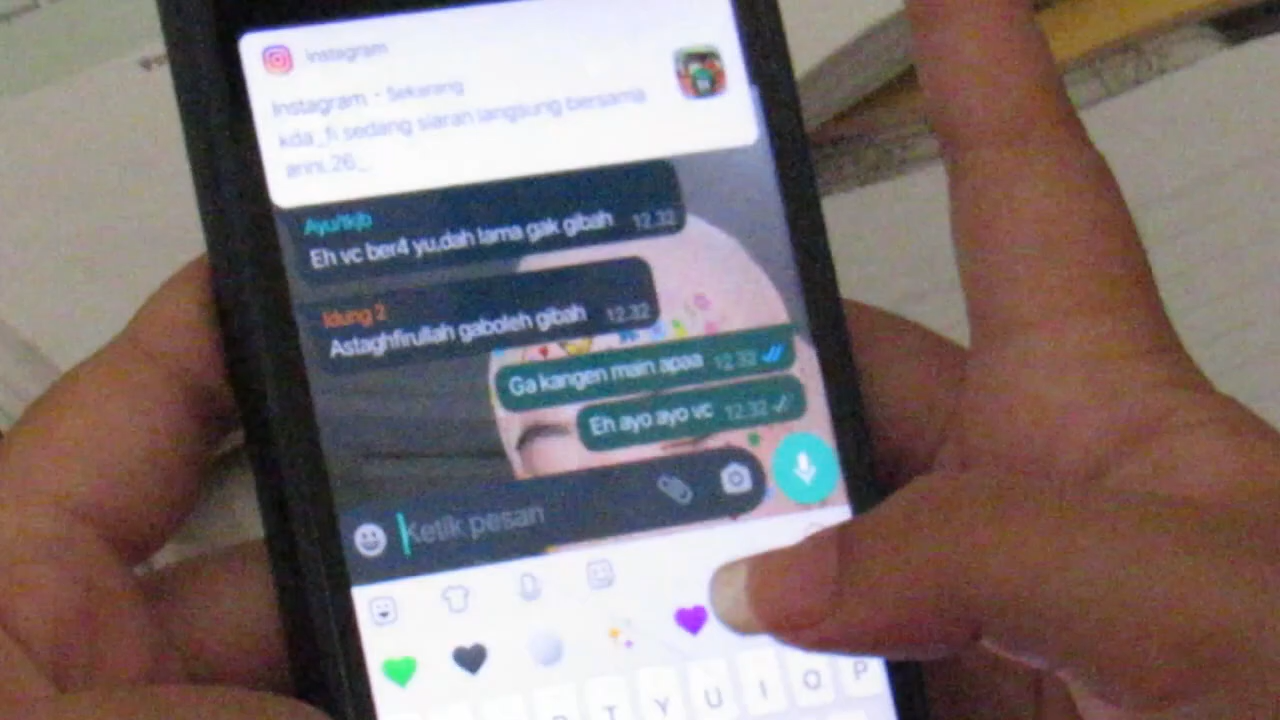 Instagram
Instagram • Sekarang
kda_fi sedang siaran langsung bersama
anni.26_
Ayu/tkjb
Eh vc ber4 yu,dah lama gak gibah 12.32
Idung 2
Astaghfirullah gaboleh gibah 12.32
Ga kangen main apaa 12.32
Eh ayo ayo vc 12.32
Ketik pesan
T Y U I O P